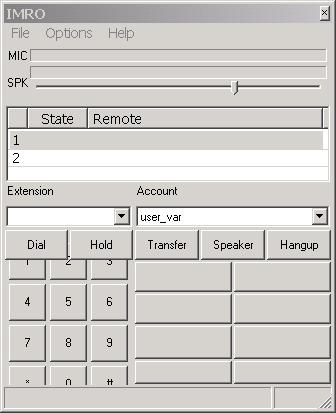 IMRO
File Options Help
MIC
SPK
State Remote
1
2
Extension Account
user_var
Dial Hold Transfer Speaker Hangup
1 2 3
4 5 6
7 8 9
* 0 #